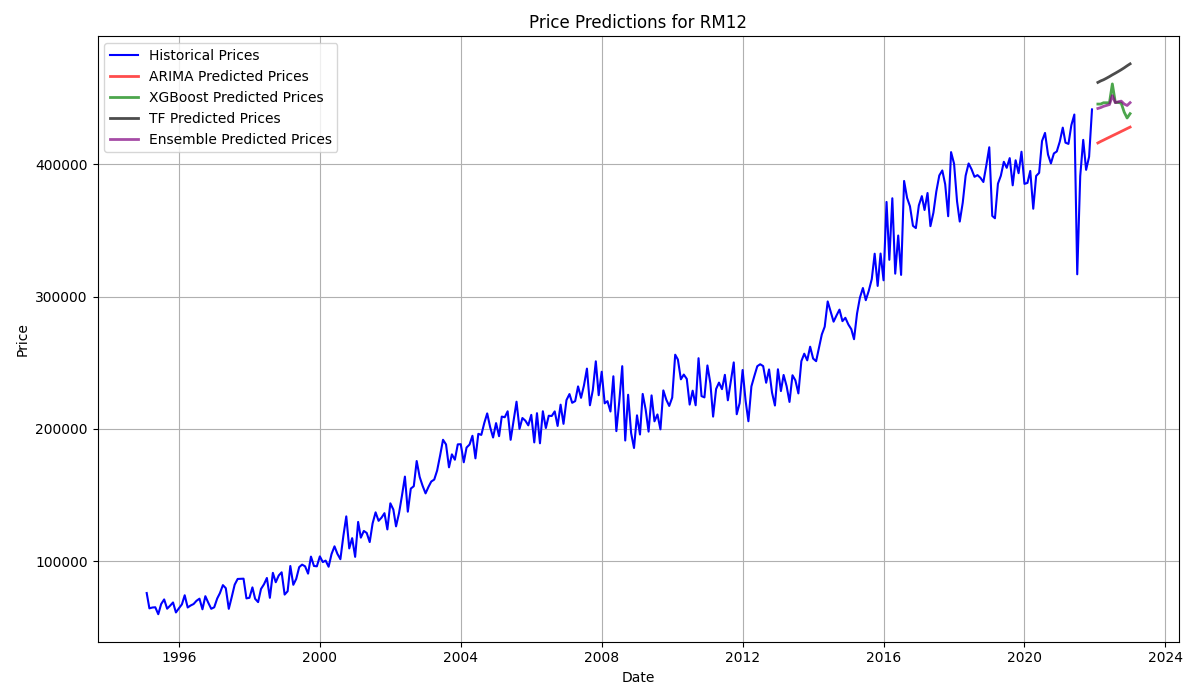 Price Predictions for RM12
Historical Prices
ARIMA Predicted Prices
XGBoost Predicted Prices
TF Predicted Prices
Ensemble Predicted Prices
400000
300000
200000
100000
Price
1996 2000 2004 2008 2012 2016 2020 2024
Date